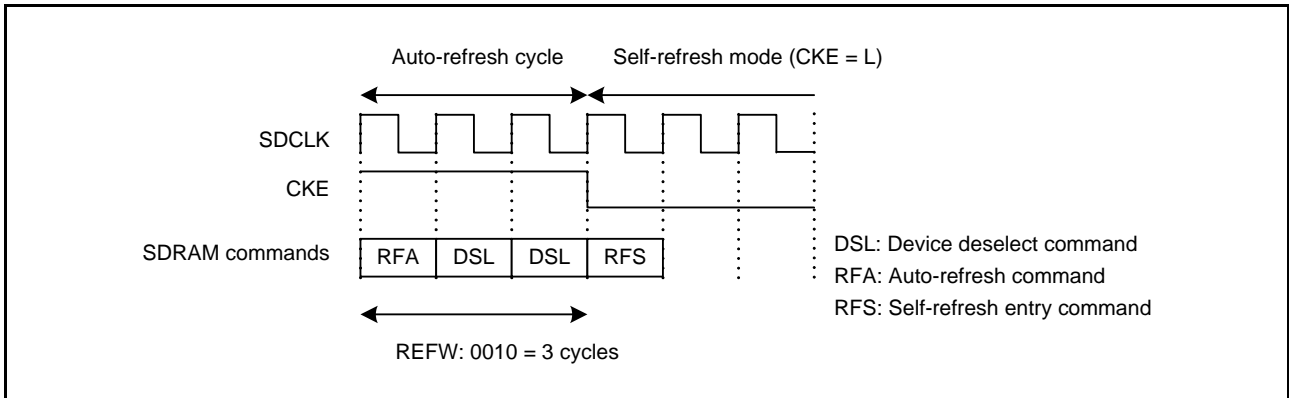 Auto-refresh cycle Self-refresh mode (CKE = L)
SDCLK
CKE
SDRAM commands RFA DSL DSL RFS
DSL: Device deselect command
RFA: Auto-refresh command
RFS: Self-refresh entry command
REFW: 0010 = 3 cycles